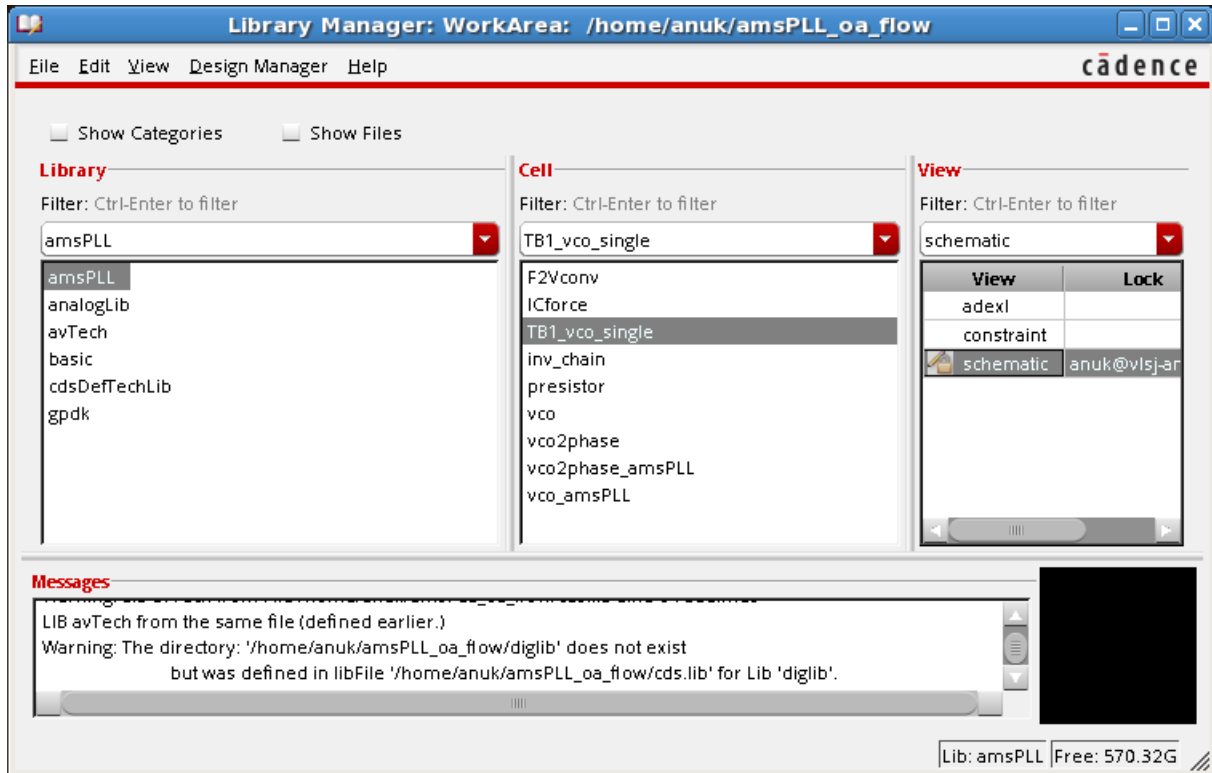 Library Manager: WorkArea: /home/anuk/amsPLL_oa_flow
File Edit View Design Manager Help
cādence
Show Categories Show Files
Library
Filter: Ctrl-Enter to filter
amsPLL
amsPLL
analogLib
avTech
basic
cdsDefTechLib
gpdk
Cell
Filter: Ctrl-Enter to filter
TB1_vco_single
F2Vconv
ICforce
TB1_vco_single
inv_chain
presistor
vco
vco2phase
vco2phase_amsPLL
vco_amsPLL
View
Filter: Ctrl-Enter to filter
schematic
View Lock
adexl
constraint
schematic anuk@vlsj-ar
Messages
LIB avTech from the same file (defined earlier.)
Warning: The directory: '/home/anuk/amsPLL_oa_flow/diglib' does not exist
but was defined in libFile '/home/anuk/amsPLL_oa_flow/cds.lib' for Lib 'diglib'.
Lib: amsPLL Free: 570.32G